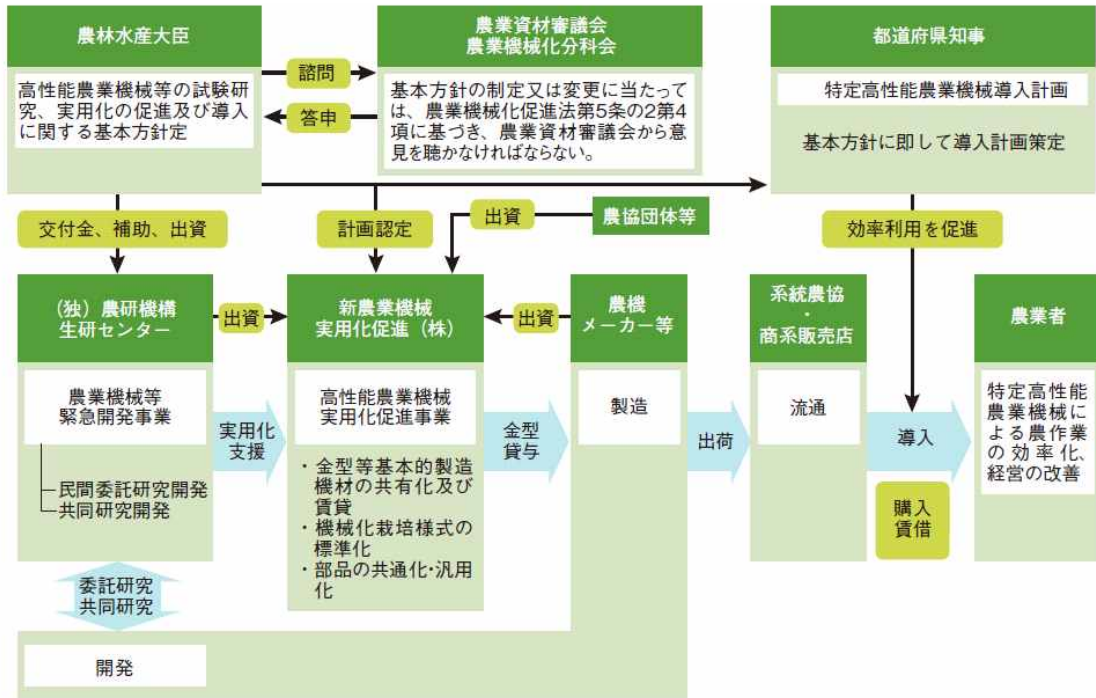 農林水産大臣
高性能農業機械等の試験研
究、実用化の促進及び導入
に関する基本方針定
諮問
答申
農業資材審議会
農業機械化分科会
基本方針の制定又は変更に当たって
は、農業機械化促進法第5条の2第4
項に基づき、農業資材審議会から意
見を聴かなければならない。
都道府県知事
特定高性能農業機械導入計画
基本方針に即して導入計画策定
交付金、補助、出資
計画認定
出資
農協団体等
効率利用を促進
（独）農研機構
生研センター
農業機械等
緊急開発事業
民間委託研究開発
共同研究開発
出資
実用化
支援
新農業機械
実用化促進（株）
高性能農業機械
実用化促進事業
・金型等基本的製造
機材の共有化及び
賃貸
・機械化栽培様式の
標準化
・部品の共通化・汎用
化
出資
金型
貸与
農機
メーカー等
製造
出荷
系統農協
・
商系販売店
流通
導入
購入
賃借
農業者
特定高性能
農業機械に
よる農作業
の効率化、
経営の改善
委託研究
共同研究
開発